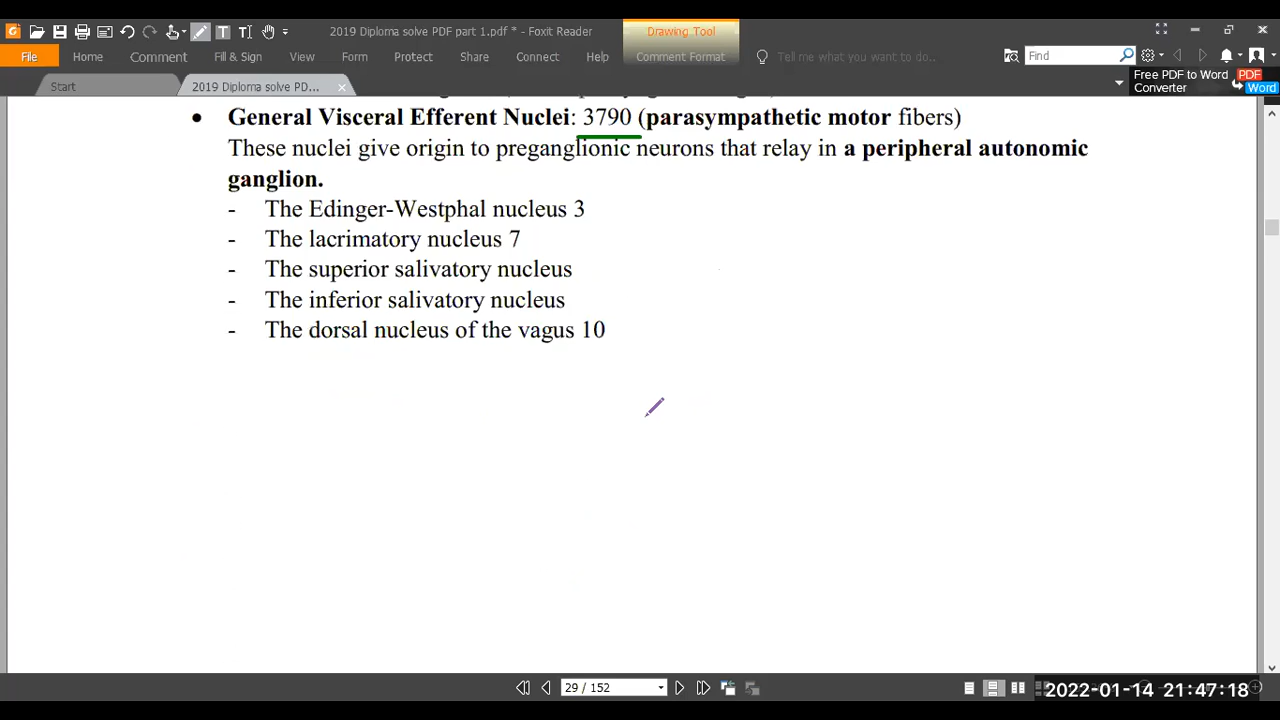 2019 Diploma solve PDF part 1.pdf * - Foxit Reader
Drawing Tool
File
Home
Comment
Fill & Sign
View
Form
Protect
Share
Connect
Help
Comment Format
Tell me what you want to do...
Find
Start
2019 Diploma solve PD...
Free PDF to Word Converter
PDF
Word
• General Visceral Efferent Nuclei: 3790 (parasympathetic motor fibers)
These nuclei give origin to preganglionic neurons that relay in a peripheral autonomic
ganglion.
- The Edinger-Westphal nucleus 3
- The lacrimatory nucleus 7
- The superior salivatory nucleus
- The inferior salivatory nucleus
- The dorsal nucleus of the vagus 10
29 / 152
2022-01-14 21:47:18